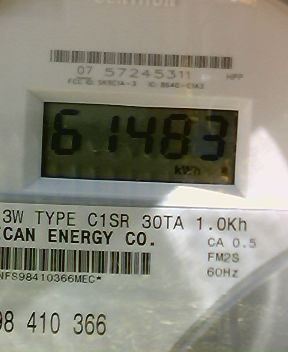 07 57245311
HPP
61483
kWh
3W TYPE C1SR 30TA 1.0Kh
CAN ENERGY CO.
CA 0.5
FM2S
60Hz
NFS98410366MEC*
98 410 366